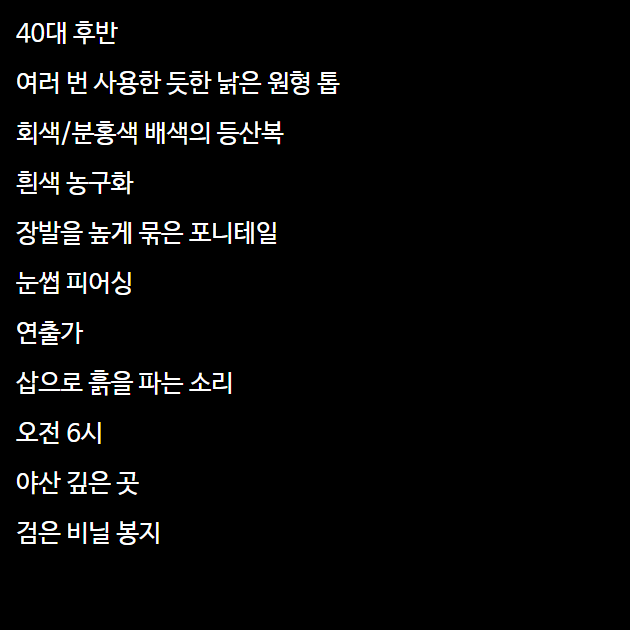 40대 후반
여러 번 사용한 듯한 낡은 원형 톱
회색/분홍색 배색의 등산복
흰색 농구화
장발을 높게 묶은 포니테일
눈썹 피어싱
연출가
삽으로 흙을 파는 소리
오전 6시
야산 깊은 곳
검은 비닐 봉지